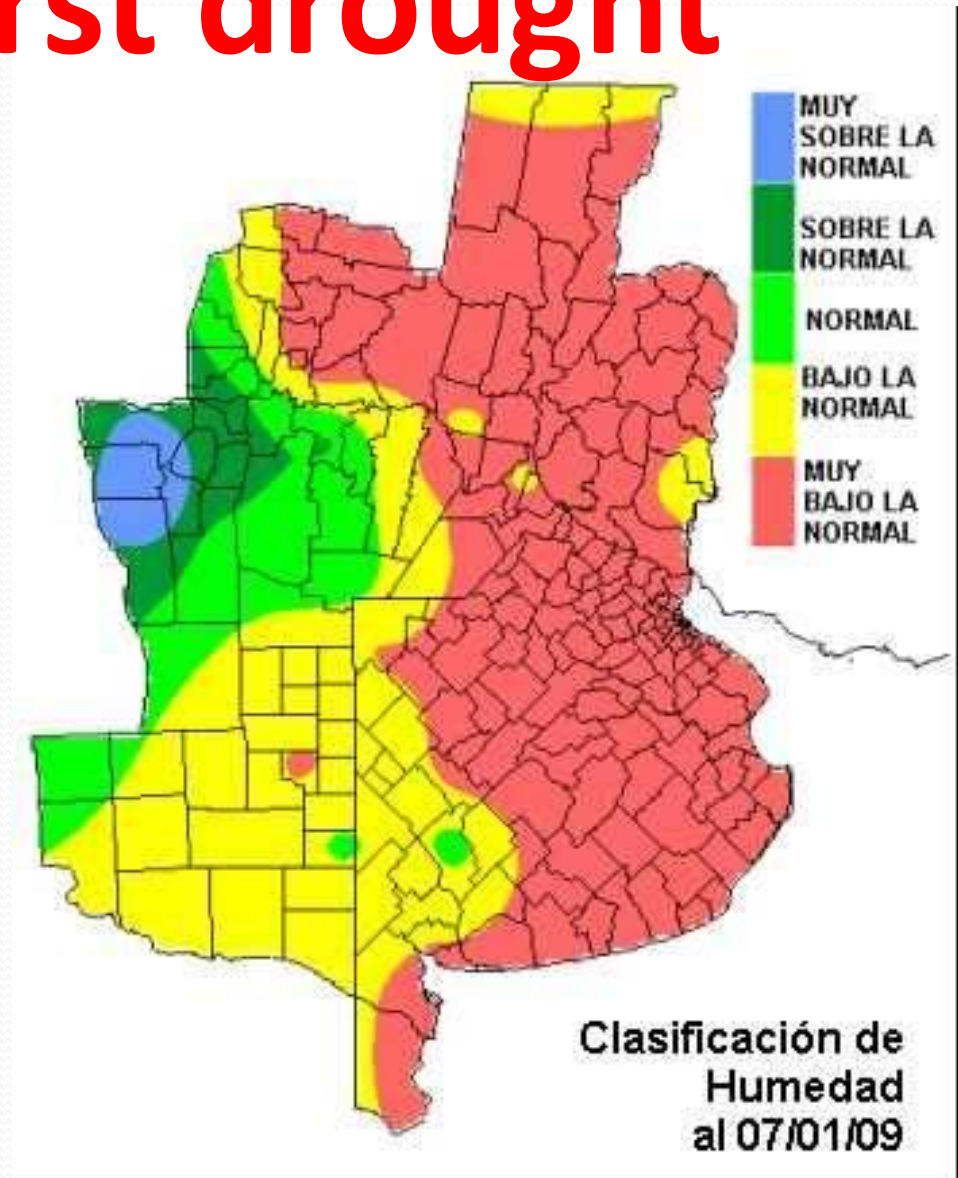 rst drought
MUY
SOBRE LA
NORMAL
SOBRE LA
NORMAL
NORMAL
BAJO LA
NORMAL
MUY
BAJO LA
NORMAL
Clasificación de
Humedad
al 07/01/09